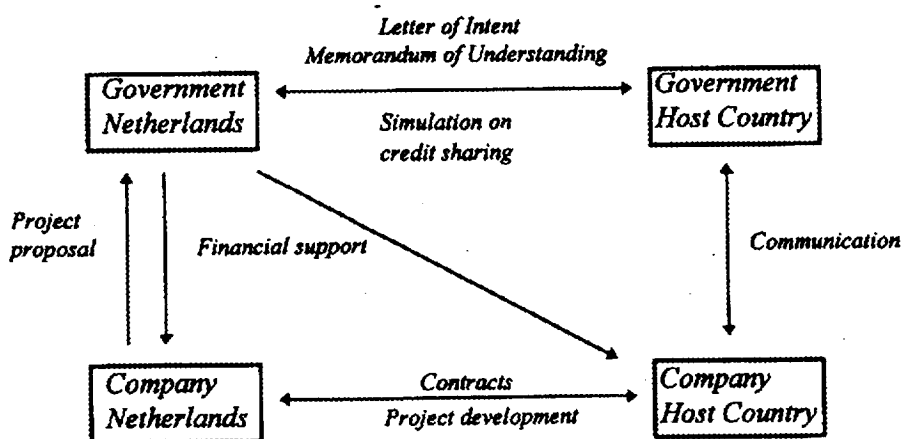 Letter of Intent
Memorandum of Understanding
Government
Netherlands
Government
Host Country
Simulation on
credit sharing
Project
proposal
Financial support
Communication
Company
Netherlands
Contracts
Project development
Company
Host Country